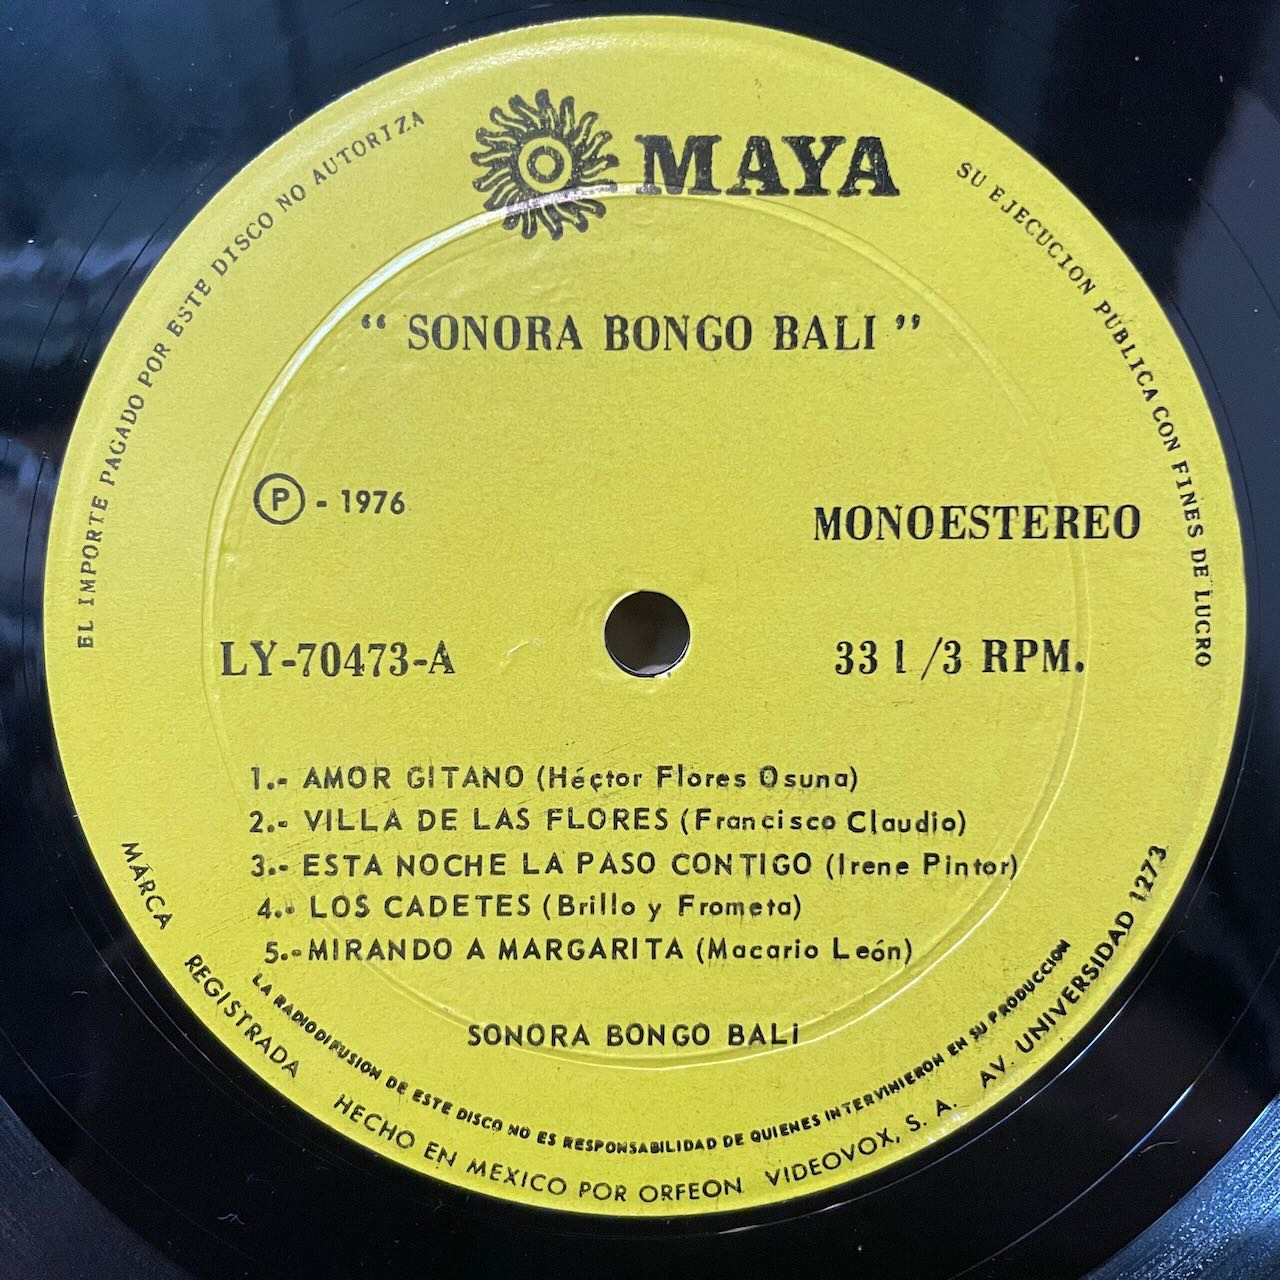 MAYA
EL IMPORTE PAGADO POR ESTE DISCO NO AUTORIZA
SU EJECUCION PUBLICA CON FINES DE LUCRO
“ SONORA BONGO BALI ”
Ⓟ - 1976
MONOESTEREO
LY-70473-A
33 1/3 RPM.
1.- AMOR GITANO (Héctor Flores Osuna)
2.- VILLA DE LAS FLORES (Francisco Claudio)
3.- ESTA NOCHE LA PASO CONTIGO (Irene Pintor)
4.- LOS CADETES (Brillo y Frometa)
5.- MIRANDO A MARGARITA (Macario León)
SONORA BONGO BALI
LA RADIODIFUSION DE ESTE DISCO NO ES RESPONSABILIDAD DE QUIENES INTERVINIERON EN SU PRODUCCION
MARCA REGISTRADA HECHO EN MEXICO POR ORFEON VIDEOVOX, S. A. AV. UNIVERSIDAD 1273